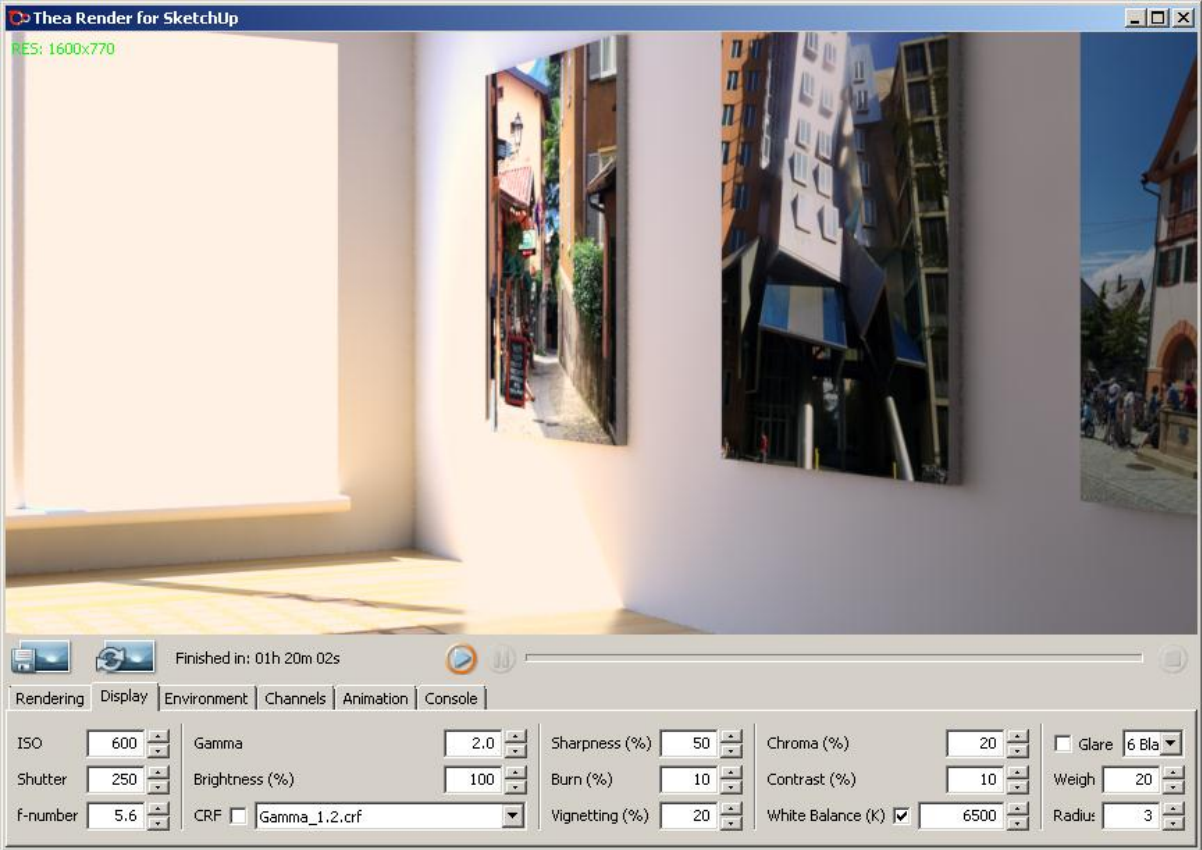 Thea Render for SketchUp
RES: 1600x770
Finished in: 01h 20m 02s
Rendering Display Environment Channels Animation Console
ISO 600 Gamma 2.0 Sharpness (%) 50 Chroma (%) 20 Glare 6 Bla
Shutter 250 Brightness (%) 100 Burn (%) 10 Contrast (%) 10 Weigh 20
f-number 5.6 CRF Gamma_1.2.crf Vignetting (%) 20 White Balance (K) 6500 Radius 3